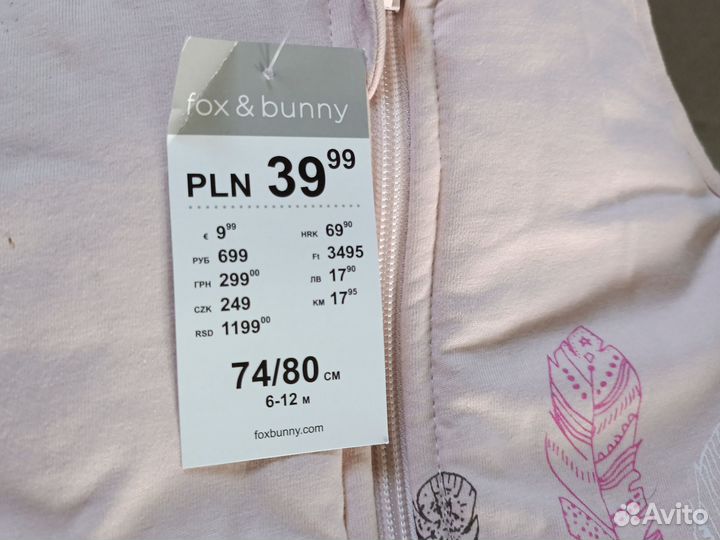 fox & bunny
PLN 39⁹⁹
€ 9⁹⁹ HRK 69⁹⁰
РУБ 699 Ft 3495
ГРН 299⁰⁰ ЛВ 17⁹⁰
CZK 249 KM 17⁹⁵
RSD 1199⁰⁰
74/80 CM
6-12 M
foxbunny.com
Avito